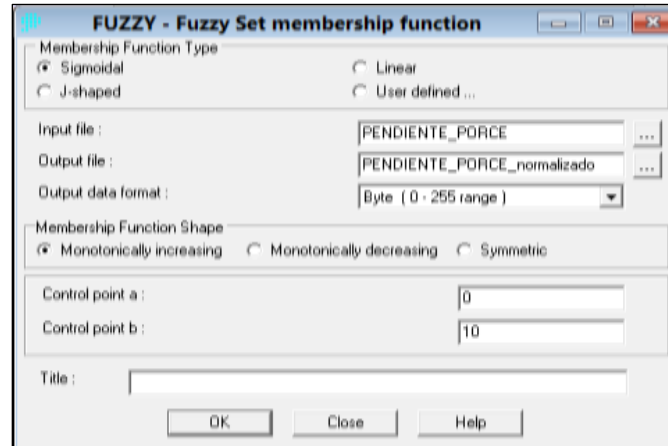 FUZZY - Fuzzy Set membership function
Membership Function Type
Sigmoidal Linear
J-shaped User defined ...
Input file : PENDIENTE_PORCE ...
Output file : PENDIENTE_PORCE_normalizado ...
Output data format : Byte ( 0 - 255 range )
Membership Function Shape
Monotonically increasing Monotonically decreasing Symmetric
Control point a : 0
Control point b : 10
Title :
OK Close Help